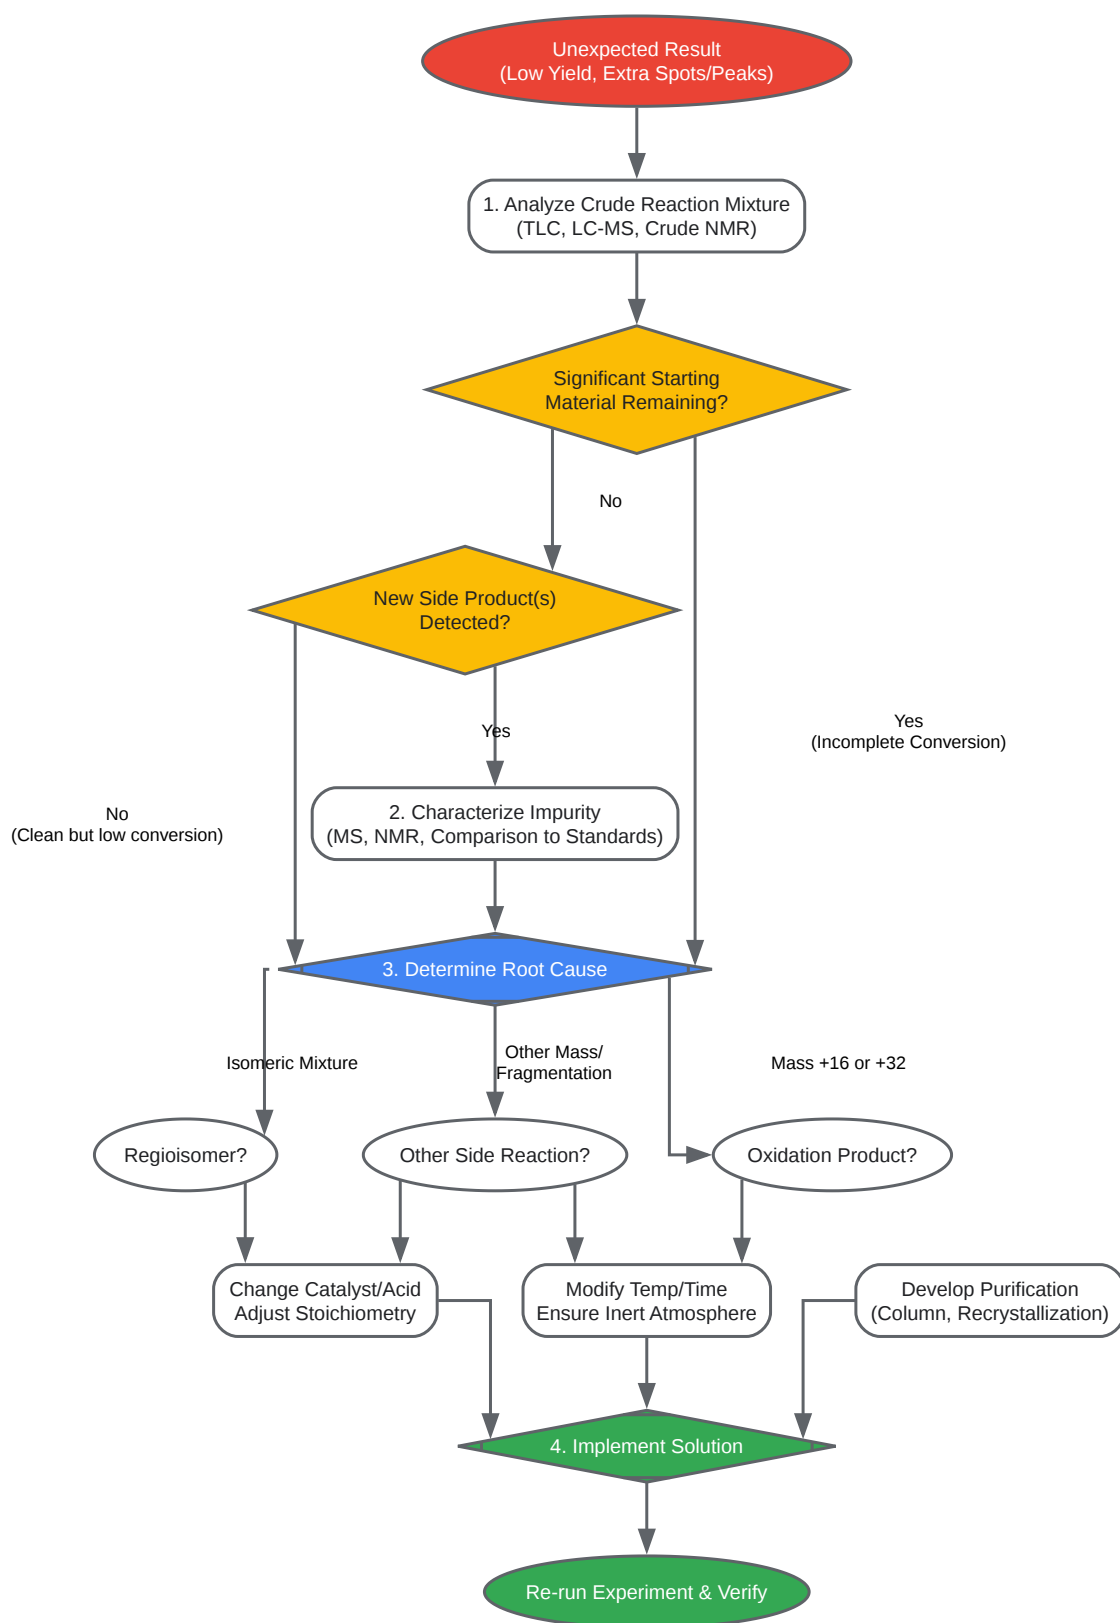 Unexpected Result
(Low Yield, Extra Spots/Peaks)
1. Analyze Crude Reaction Mixture
(TLC, LC-MS, Crude NMR)
Significant Starting
Material Remaining?
No
New Side Product(s)
Detected?
Yes
Yes
(Incomplete Conversion)
No
(Clean but low conversion)
2. Characterize Impurity
(MS, NMR, Comparison to Standards)
3. Determine Root Cause
Isomeric Mixture
Other Mass/
Fragmentation
Mass +16 or +32
Regioisomer?
Other Side Reaction?
Oxidation Product?
Change Catalyst/Acid
Adjust Stoichiometry
Modify Temp/Time
Ensure Inert Atmosphere
Develop Purification
(Column, Recrystallization)
4. Implement Solution
Re-run Experiment & Verify